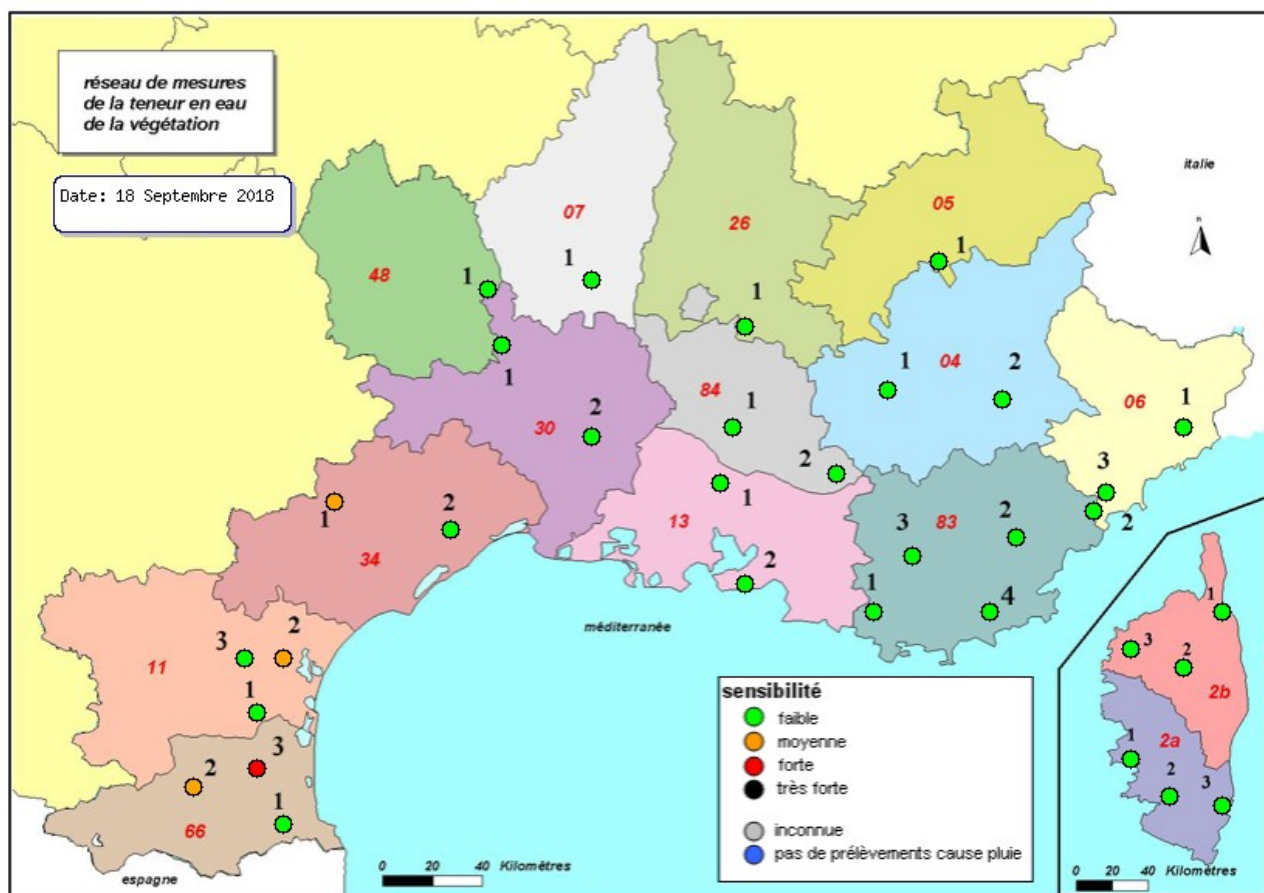 réseau de mesures
de la teneur en eau
de la végétation
Date: 18 Septembre 2018
italie
n
07
26
05
48
1
1
1
1
1
04
1
2
84
1
06
1
30
2
2
3
2
1
2
34
13
1
2
3
83
2
1
4
méditerranée
11
3
2
1
66
2
3
1
espagne
0 20 40 Kilomètres
sensibilité
faible
moyenne
forte
très forte
inconnue
pas de prélèvements cause pluie
1
3
2
2b
2a
1
2
3
0 20 40 Kilomètres